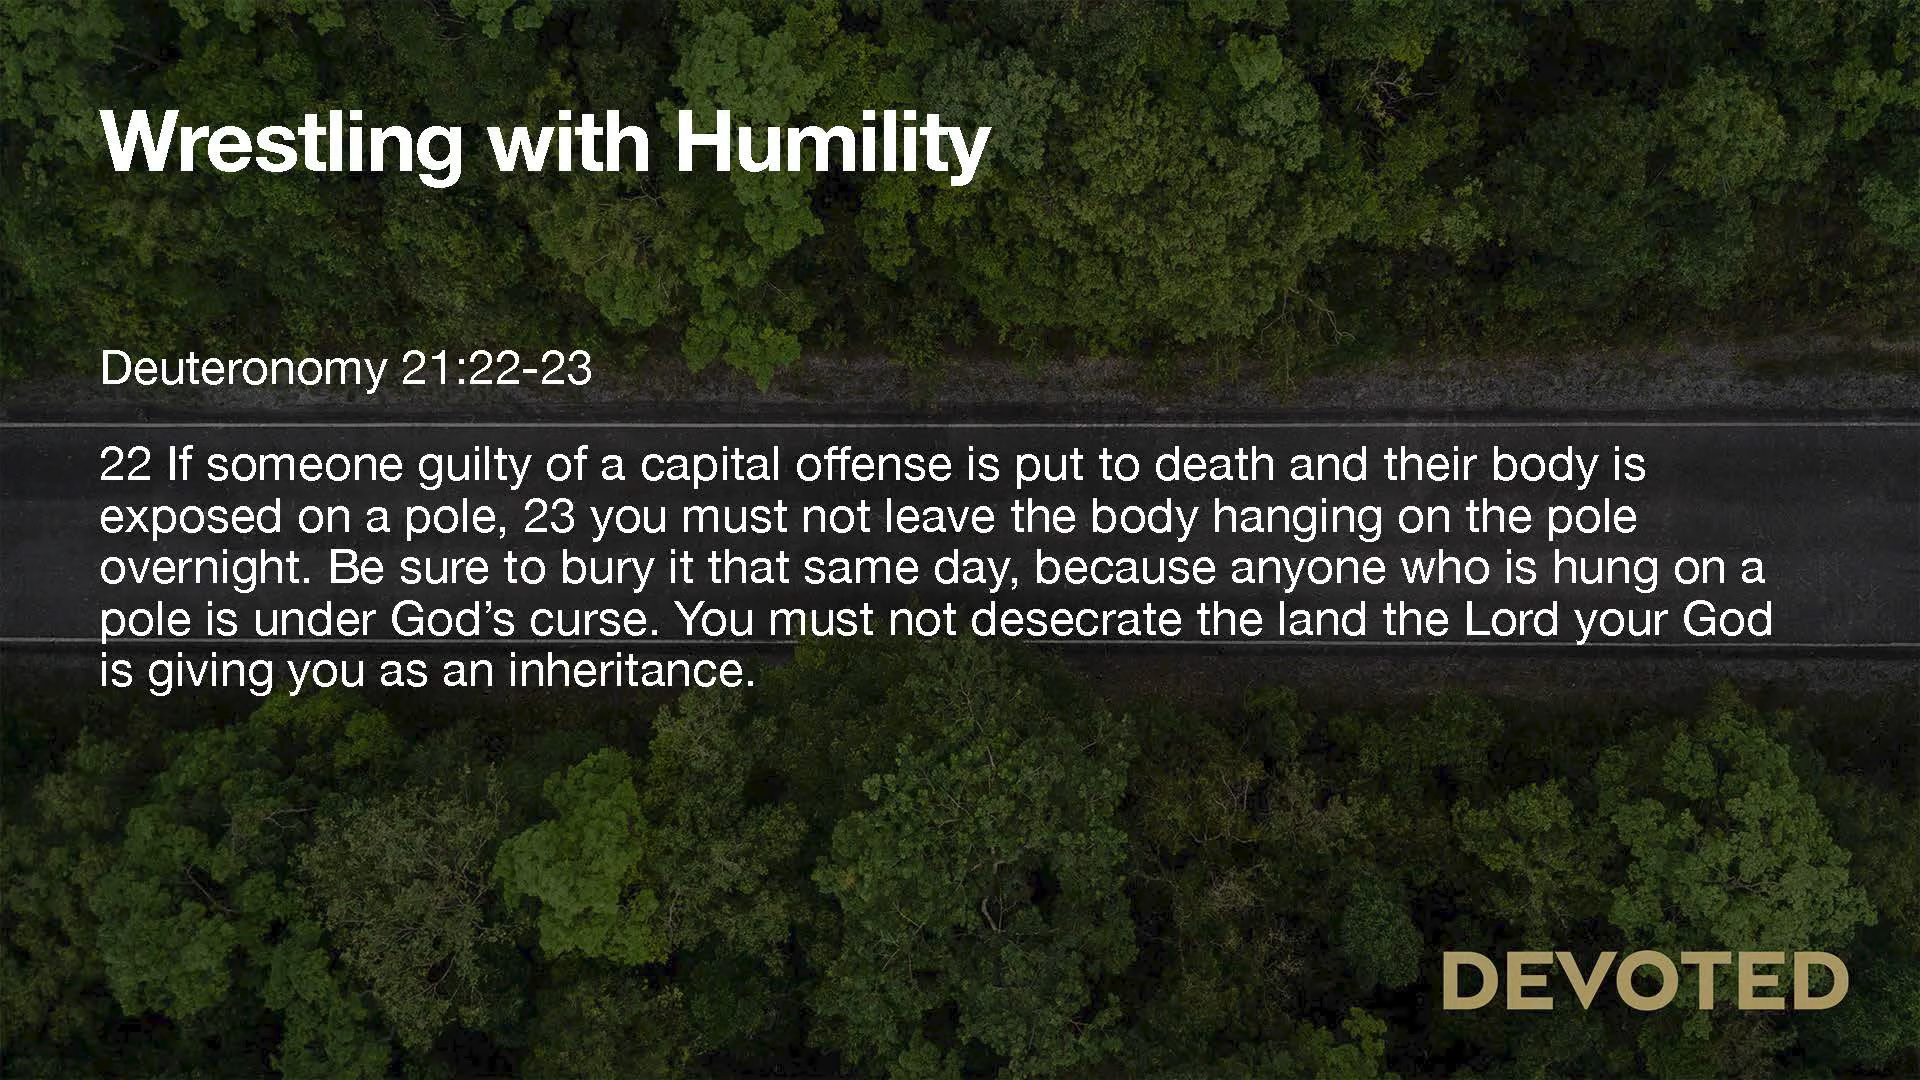 Wrestling with Humility
Deuteronomy 21:22-23
22 If someone guilty of a capital offense is put to death and their body is
exposed on a pole, 23 you must not leave the body hanging on the pole
overnight. Be sure to bury it that same day, because anyone who is hung on a
pole is under God’s curse. You must not desecrate the land the Lord your God
is giving you as an inheritance.
DEVOTED